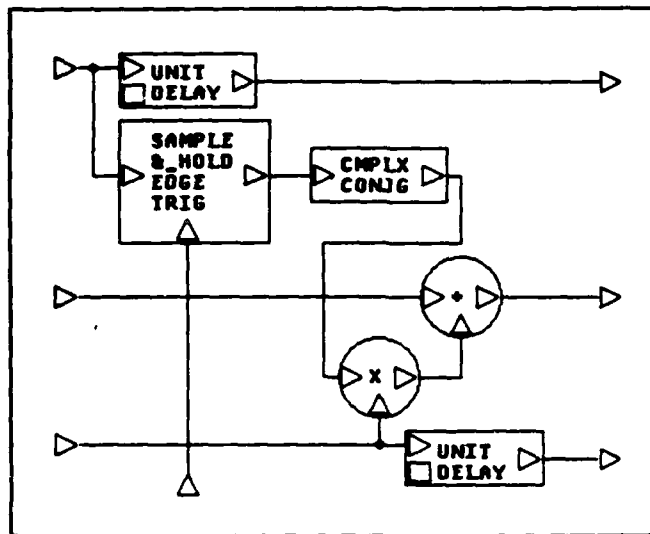 UNIT
DELAY
SAMPLE
&_HOLD
EDGE
TRIG
CMPLX
CONJG
+
X
UNIT
DELAY